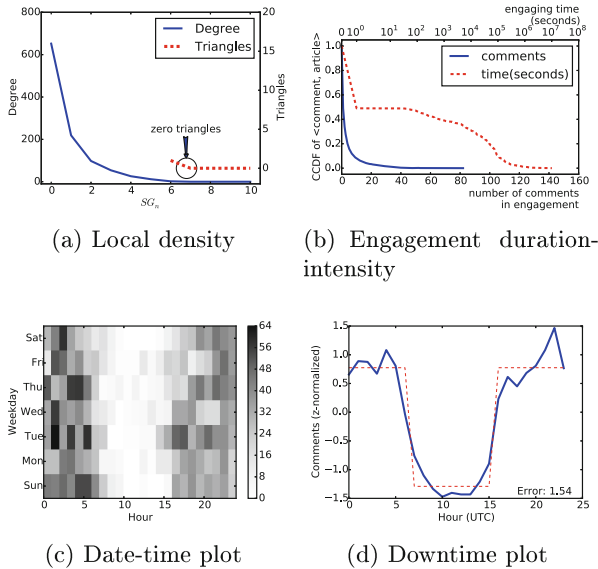 800
600
400
200
0
Degree
0 2 4 6 8 10
SG_n
20
15
10
5
0
Triangles
Degree
Triangles
zero triangles
(a) Local density
engaging time
(seconds)
0 10^0 10^1 10^2 10^3 10^4 10^5 10^6 10^7 10^8
1.0
0.8
0.6
0.4
0.2
0.0
CCDF of <comment, article>
comments
time(seconds)
0 20 40 60 80 100 120 140 160
number of comments
in engagement
(b) Engagement duration-
intensity
Sat
Fri
Thu
Wed
Tue
Mon
Sun
Weekday
0 5 10 15 20
Hour
64
56
48
40
32
24
16
8
0
(c) Date-time plot
1.5
1.0
0.5
0.0
−0.5
−1.0
−1.5
Comments (z-normalized)
Error: 1.54
0 5 10 15 20 25
Hour (UTC)
(d) Downtime plot